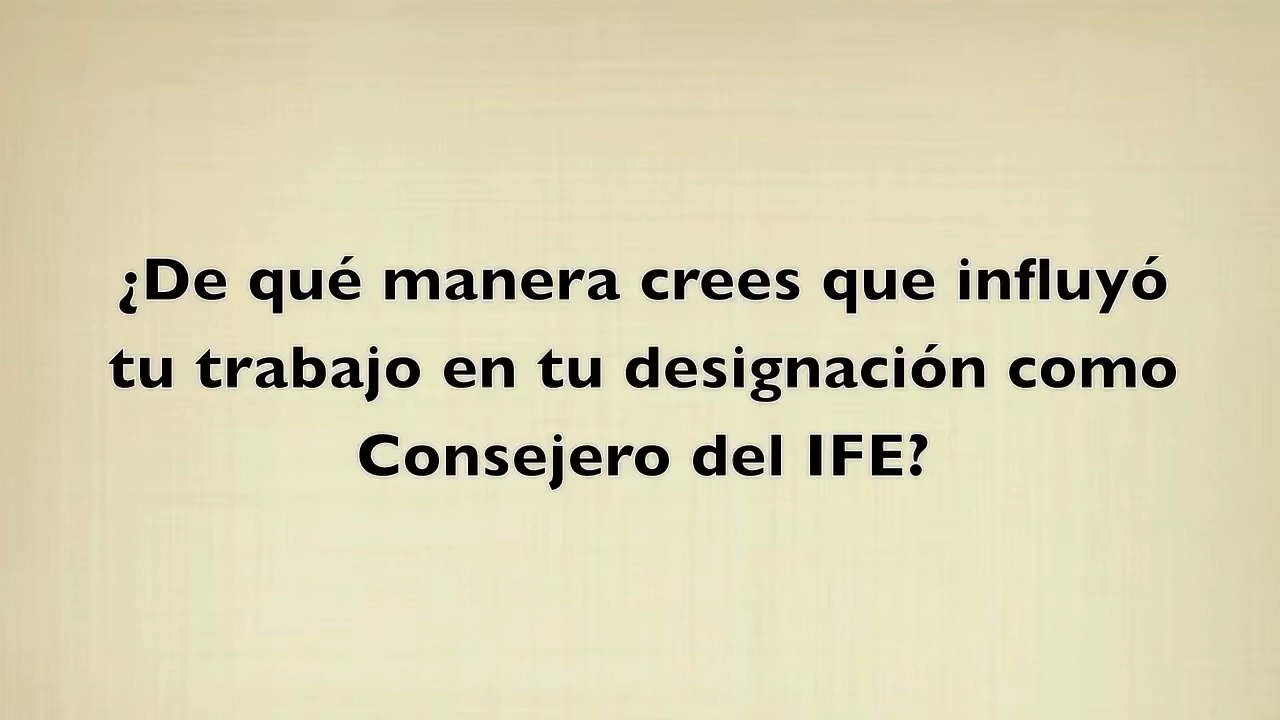 ¿De qué manera crees que influyó
tu trabajo en tu designación como
Consejero del IFE?